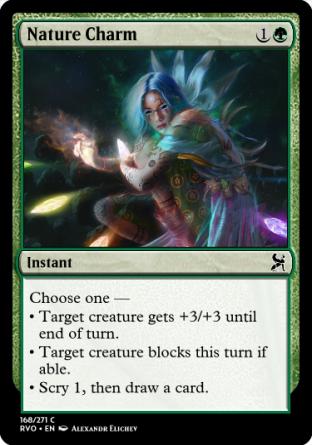 Nature Charm 1
Instant
Choose one —
• Target creature gets +3/+3 until
end of turn.
• Target creature blocks this turn if
able.
• Scry 1, then draw a card.
168/271 C
RVO • EN Alexandr Elichev